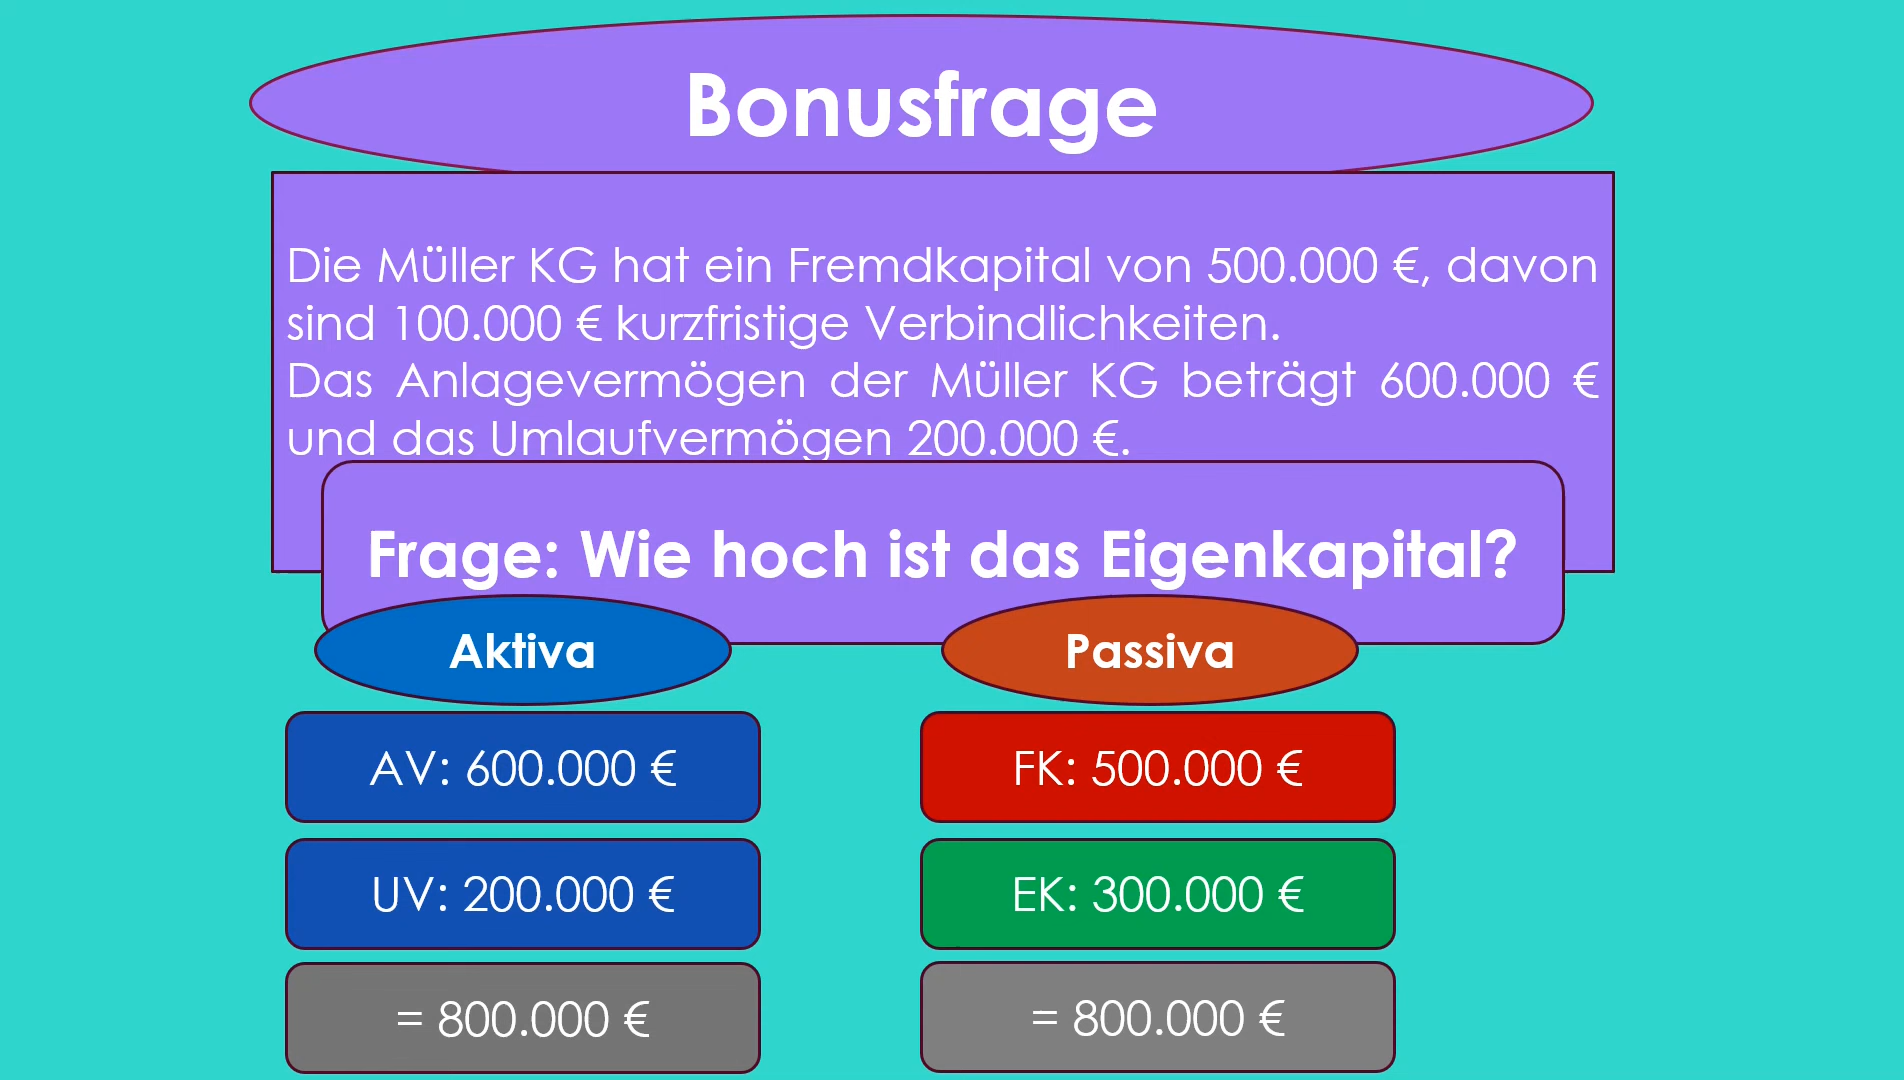 Bonusfrage
Die Müller KG hat ein Fremdkapital von 500.000 €, davon
sind 100.000 € kurzfristige Verbindlichkeiten.
Das Anlagevermögen der Müller KG beträgt 600.000 €
und das Umlaufvermögen 200.000 €.
Frage: Wie hoch ist das Eigenkapital?
Aktiva
Passiva
AV: 600.000 €
FK: 500.000 €
UV: 200.000 €
EK: 300.000 €
= 800.000 €
= 800.000 €